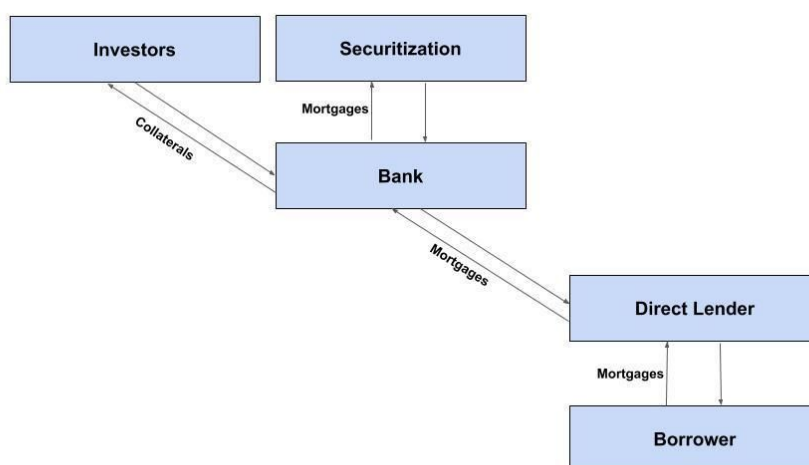 Investors
Securitization
Mortgages
Collaterals
Bank
Mortgages
Direct Lender
Mortgages
Borrower